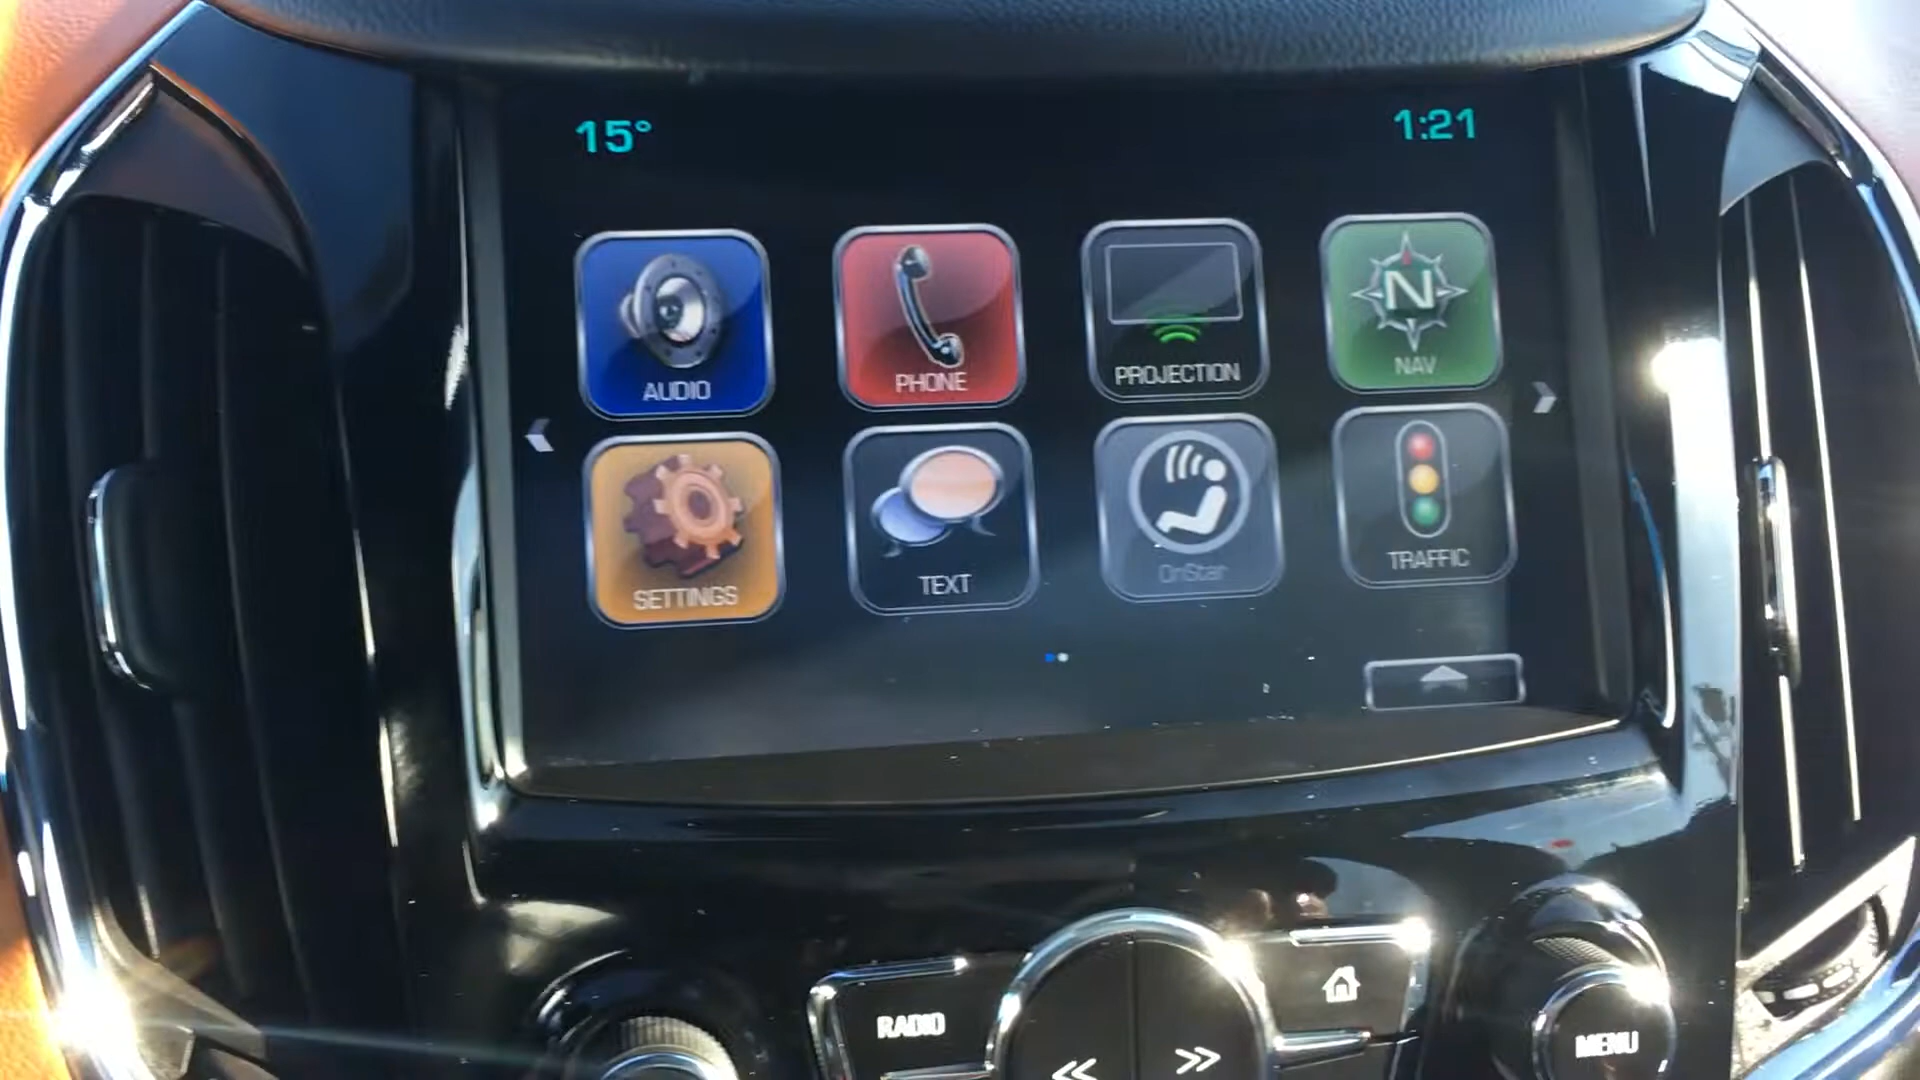 15°
1:21
AUDIO
PHONE
PROJECTION
N
NAV
SETTINGS
TEXT
OnStar
TRAFFIC
RADIO
MENU